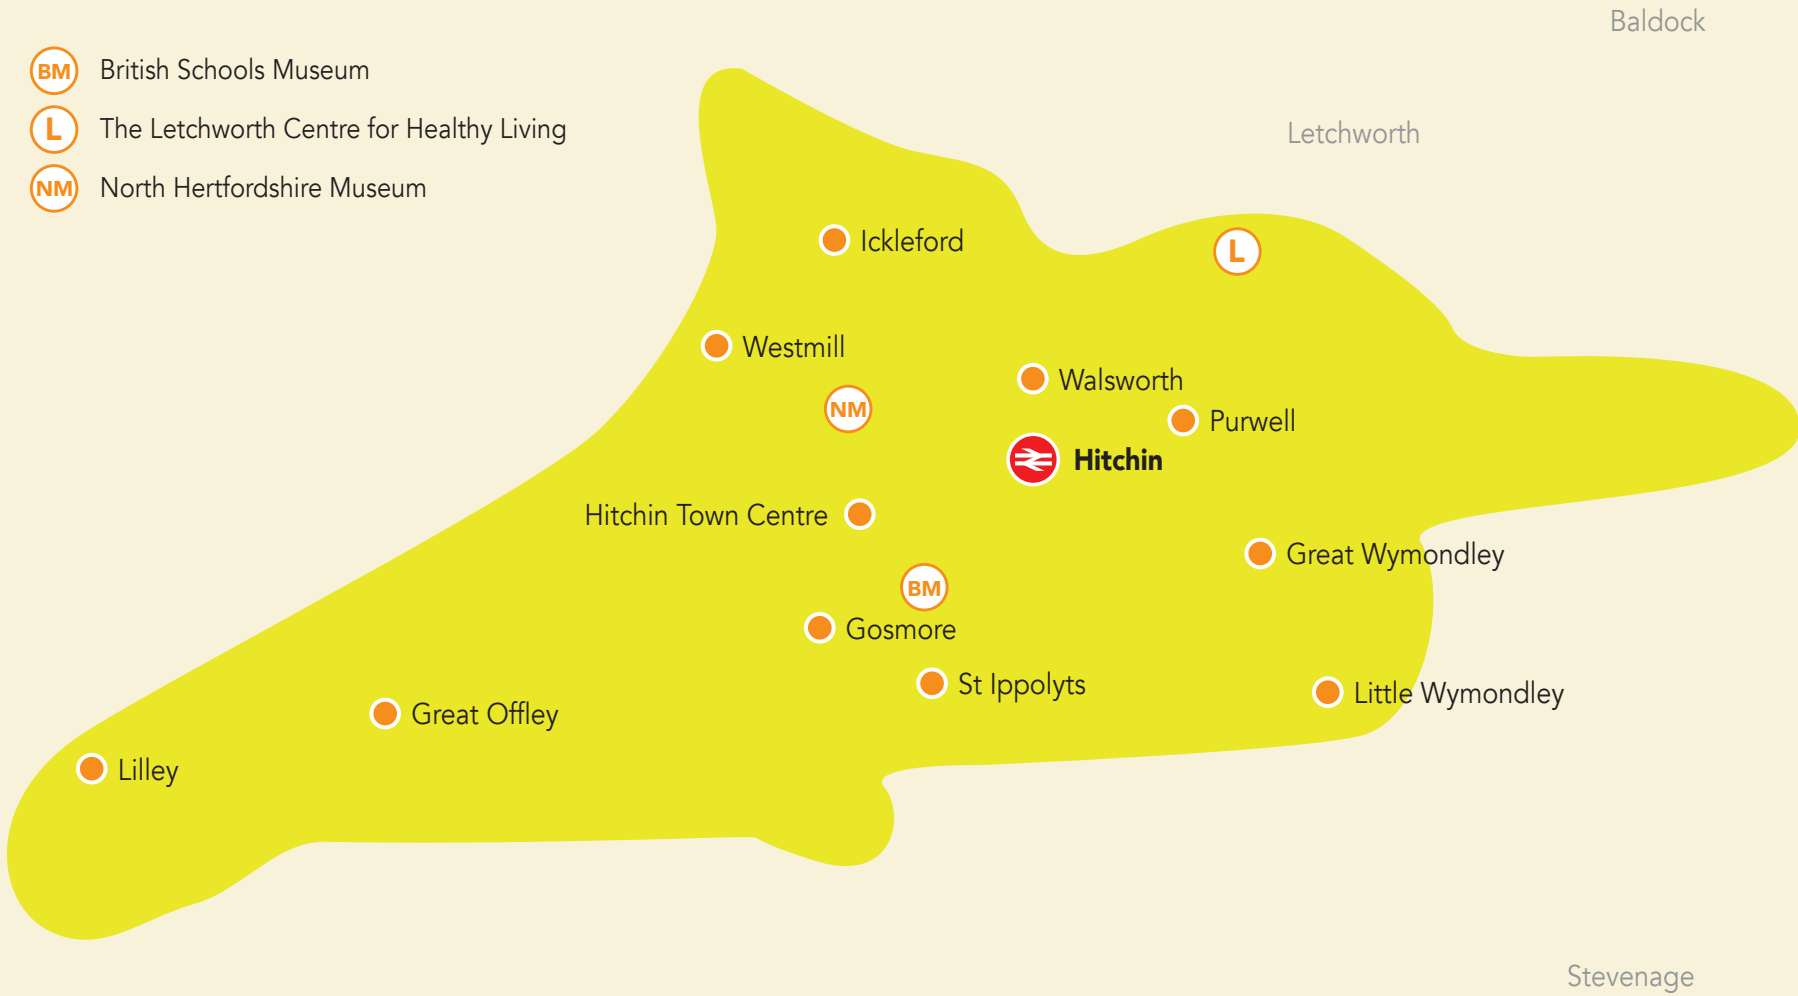 Baldock
BM British Schools Museum
L The Letchworth Centre for Healthy Living
Letchworth
NM North Hertfordshire Museum
Ickleford
L
Westmill
Walsworth
NM
Purwell
Hitchin
Hitchin Town Centre
Great Wymondley
BM
Gosmore
St Ippolyts
Little Wymondley
Great Offley
Lilley
Stevenage